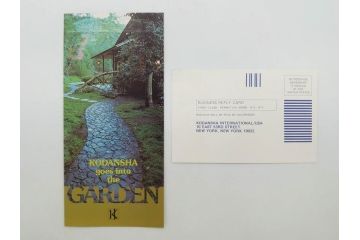 KODANSHA
goes into
the
GARDEN
K
BUSINESS REPLY CARD
KODANSHA INTERNATIONAL/USA
10 EAST 53RD STREET
NEW YORK, NEW YORK 10022